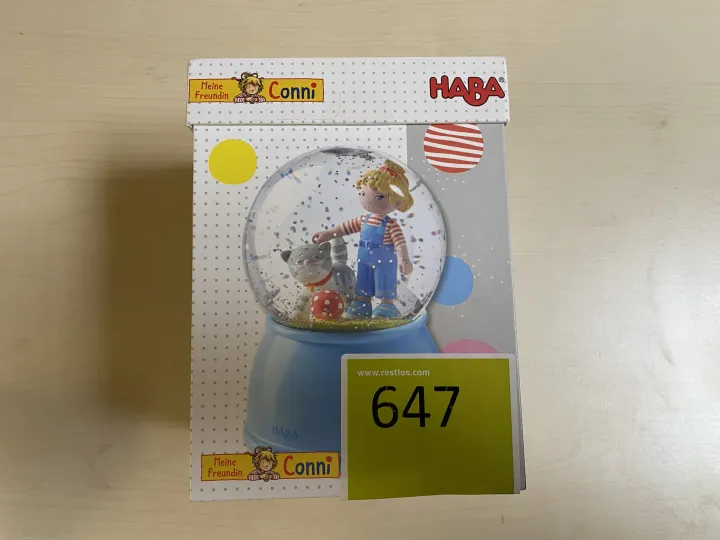 Meine
Freundin
Conni
HABA®
HABA
www.restlos.com
647
Meine
Freundin
Conni